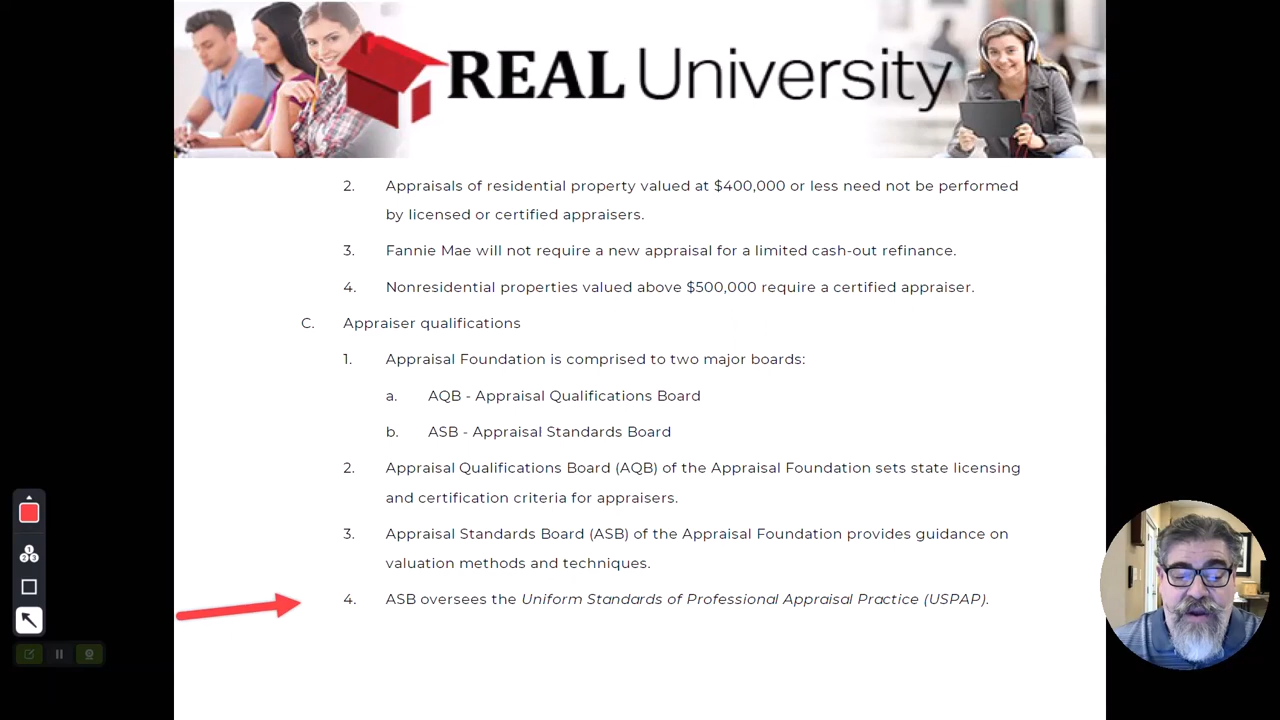 REAL University
2. Appraisals of residential property valued at $400,000 or less need not be performed
by licensed or certified appraisers.
3. Fannie Mae will not require a new appraisal for a limited cash-out refinance.
4. Nonresidential properties valued above $500,000 require a certified appraiser.
C. Appraiser qualifications
1. Appraisal Foundation is comprised to two major boards:
a. AQB - Appraisal Qualifications Board
b. ASB - Appraisal Standards Board
2. Appraisal Qualifications Board (AQB) of the Appraisal Foundation sets state licensing
and certification criteria for appraisers.
3. Appraisal Standards Board (ASB) of the Appraisal Foundation provides guidance on
valuation methods and techniques.
4. ASB oversees the Uniform Standards of Professional Appraisal Practice (USPAP).